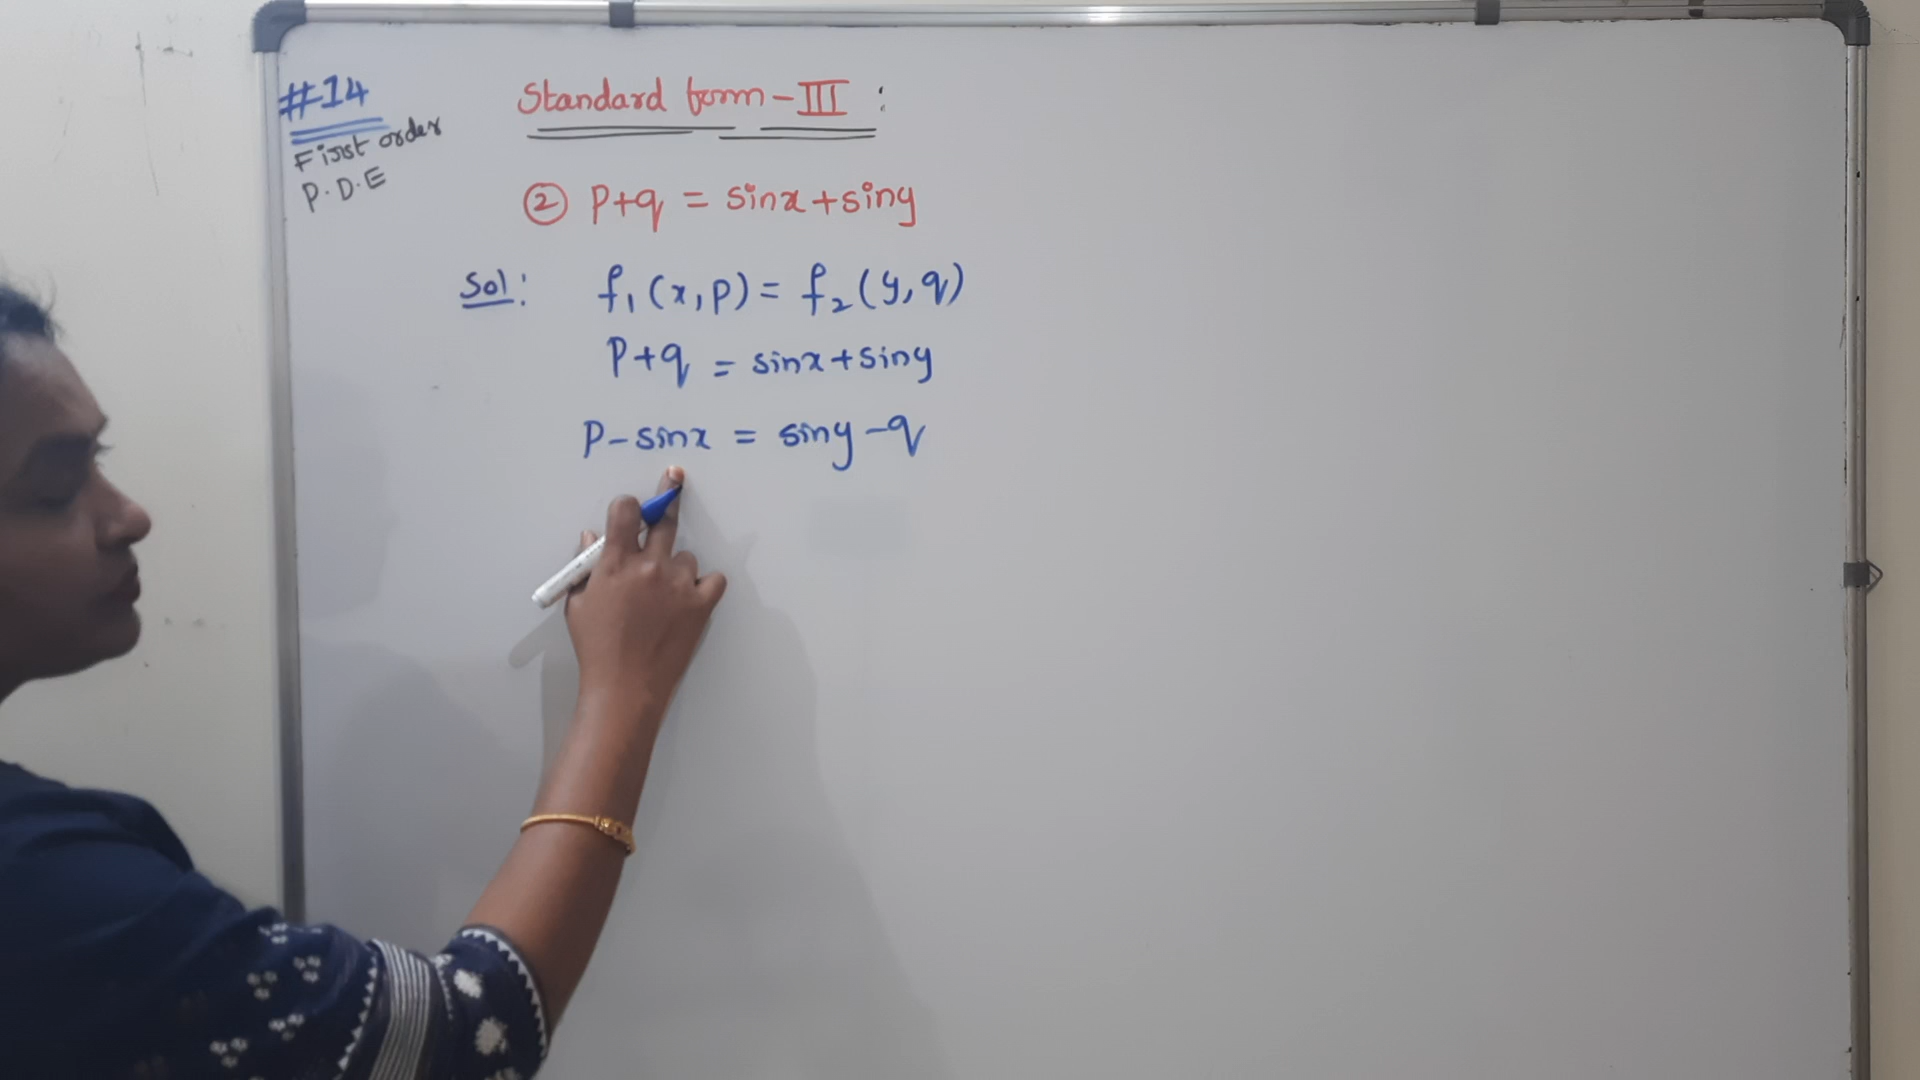 #14
First order
P.D.E
Standard form-III :
② P+q = sinx+siny
Sol: f₁(x,p) = f₂(y,q)
P+q = sinx+siny
P-sinx = siny-q